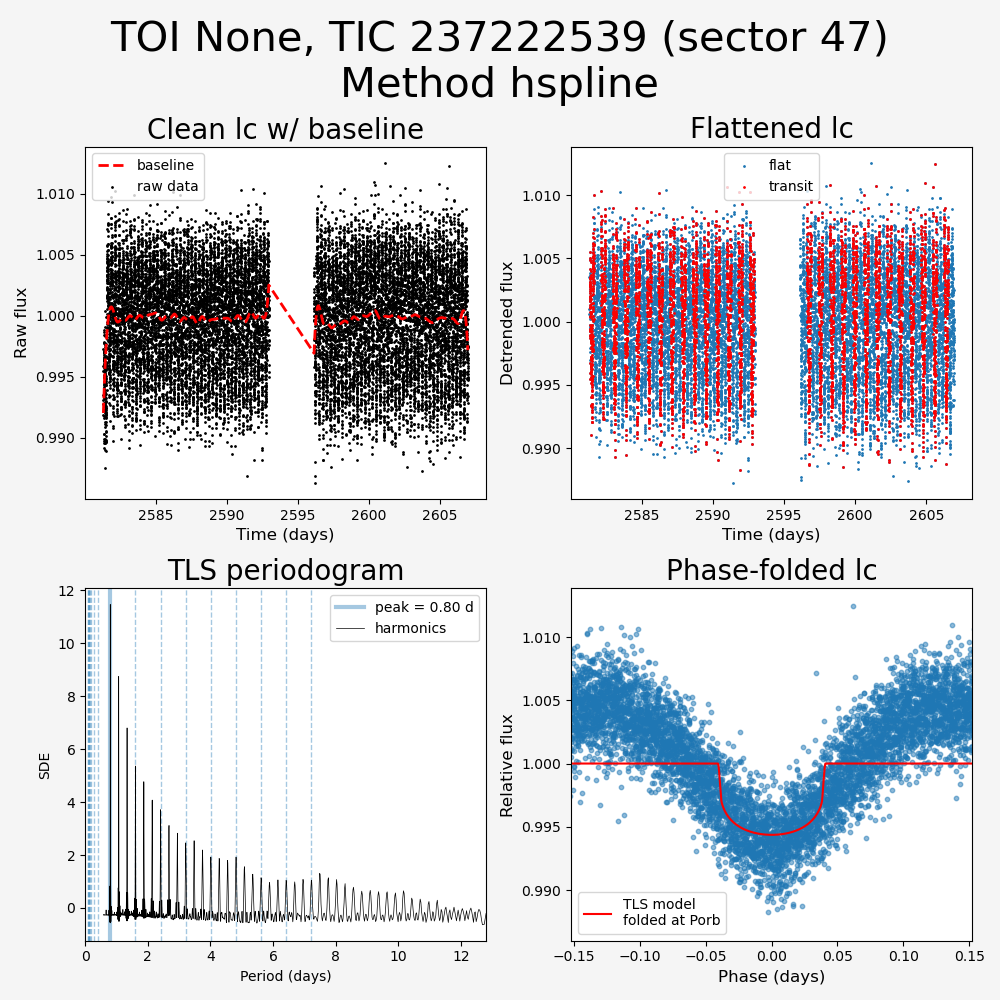 TOI None, TIC 237222539 (sector 47)
Method hspline
Clean lc w/ baseline
Flattened lc
baseline
raw data
flat
transit
1.010
1.005
1.000
0.995
0.990
Raw flux
2585
2590
2595
2600
2605
Time (days)
1.010
1.005
1.000
0.995
0.990
Detrended flux
2585
2590
2595
2600
2605
Time (days)
TLS periodogram
Phase-folded lc
peak = 0.80 d
harmonics
12
10
8
6
4
2
0
SDE
0
2
4
6
8
10
12
Period (days)
1.010
1.005
1.000
0.995
0.990
Relative flux
TLS model
folded at Porb
−0.15
−0.10
−0.05
0.00
0.05
0.10
0.15
Phase (days)